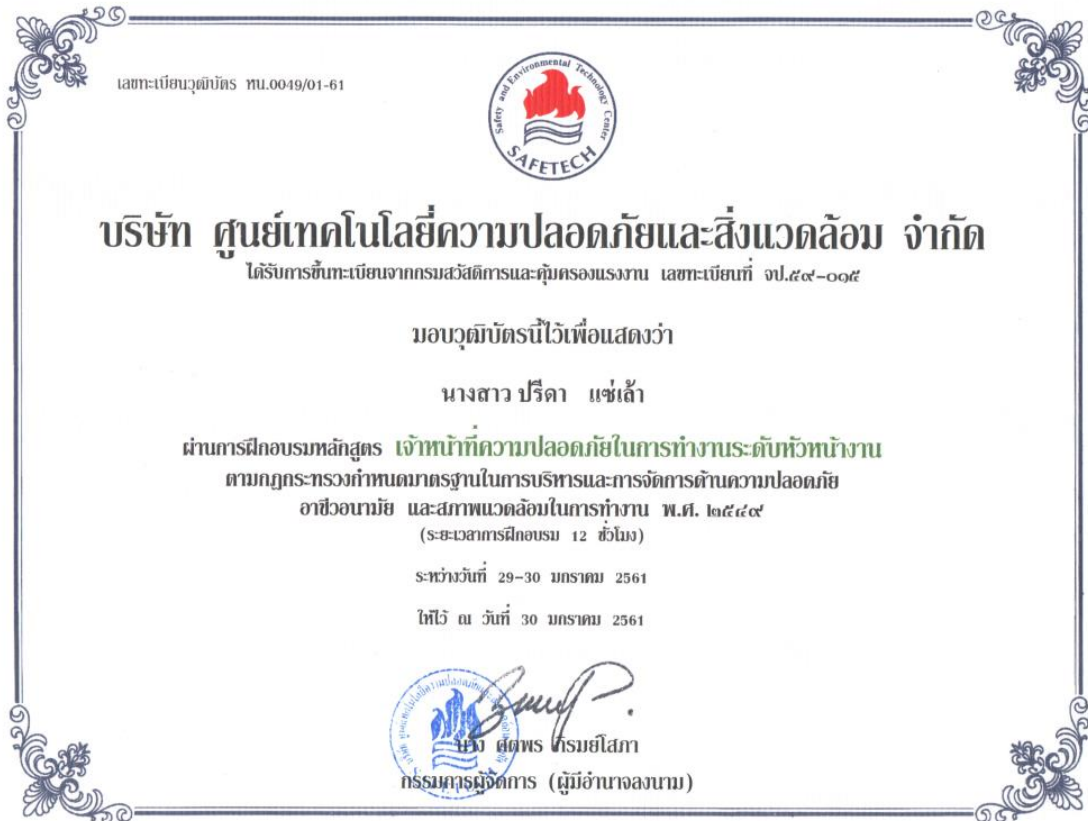 เลขทะเบียนวุฒิบัตร ทน.0049/01-61
Safety and Environmental Technology Center
SAFETECH
บริษัท ศูนย์เทคโนโลยี่ความปลอดภัยและสิ่งแวดล้อม จำกัด
ได้รับการขึ้นทะเบียนจากกรมสวัสดิการและคุ้มครองแรงงาน เลขทะเบียนที่ จป.๕๙-๐๑๕
มอบวุฒิบัตรนี้ไว้เพื่อแสดงว่า
นางสาว ปรีดา แซ่เล้า
ผ่านการฝึกอบรมหลักสูตร เจ้าหน้าที่ความปลอดภัยในการทำงานระดับหัวหน้างาน
ตามกฎกระทรวงกำหนดมาตรฐานในการบริหารและการจัดการด้านความปลอดภัย
อาชีวอนามัย และสภาพแวดล้อมในการทำงาน พ.ศ. ๒๕๔๙
(ระยะเวลาการฝึกอบรม 12 ชั่วโมง)
ระหว่างวันที่ 29-30 มกราคม 2561
ให้ไว้ ณ วันที่ 30 มกราคม 2561
นาง ภิรมย์โสภา
กรรมการผู้จัดการ (ผู้มีอำนาจลงนาม)